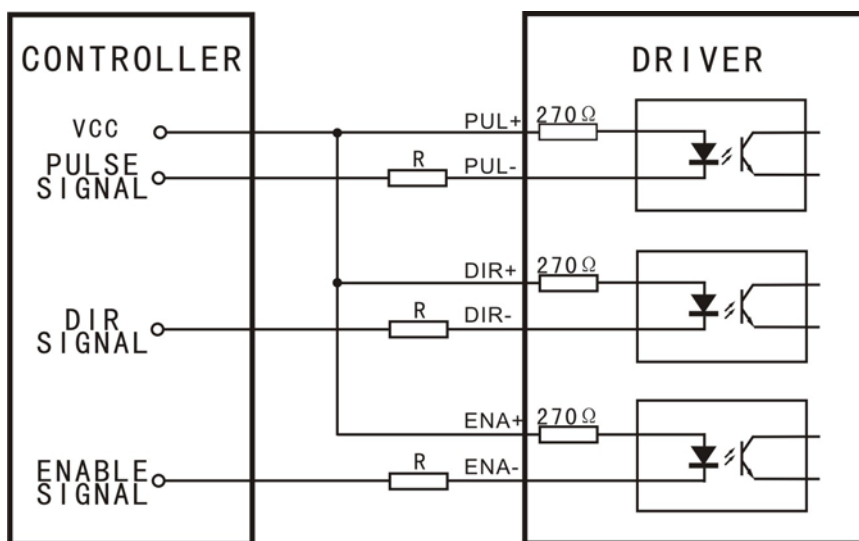 CONTROLLER
DRIVER
VCC
PUL+
270Ω
PULSE
SIGNAL
R
PUL-
DIR+
270Ω
DIR
SIGNAL
R
DIR-
ENA+
270Ω
ENABLE
SIGNAL
R
ENA-